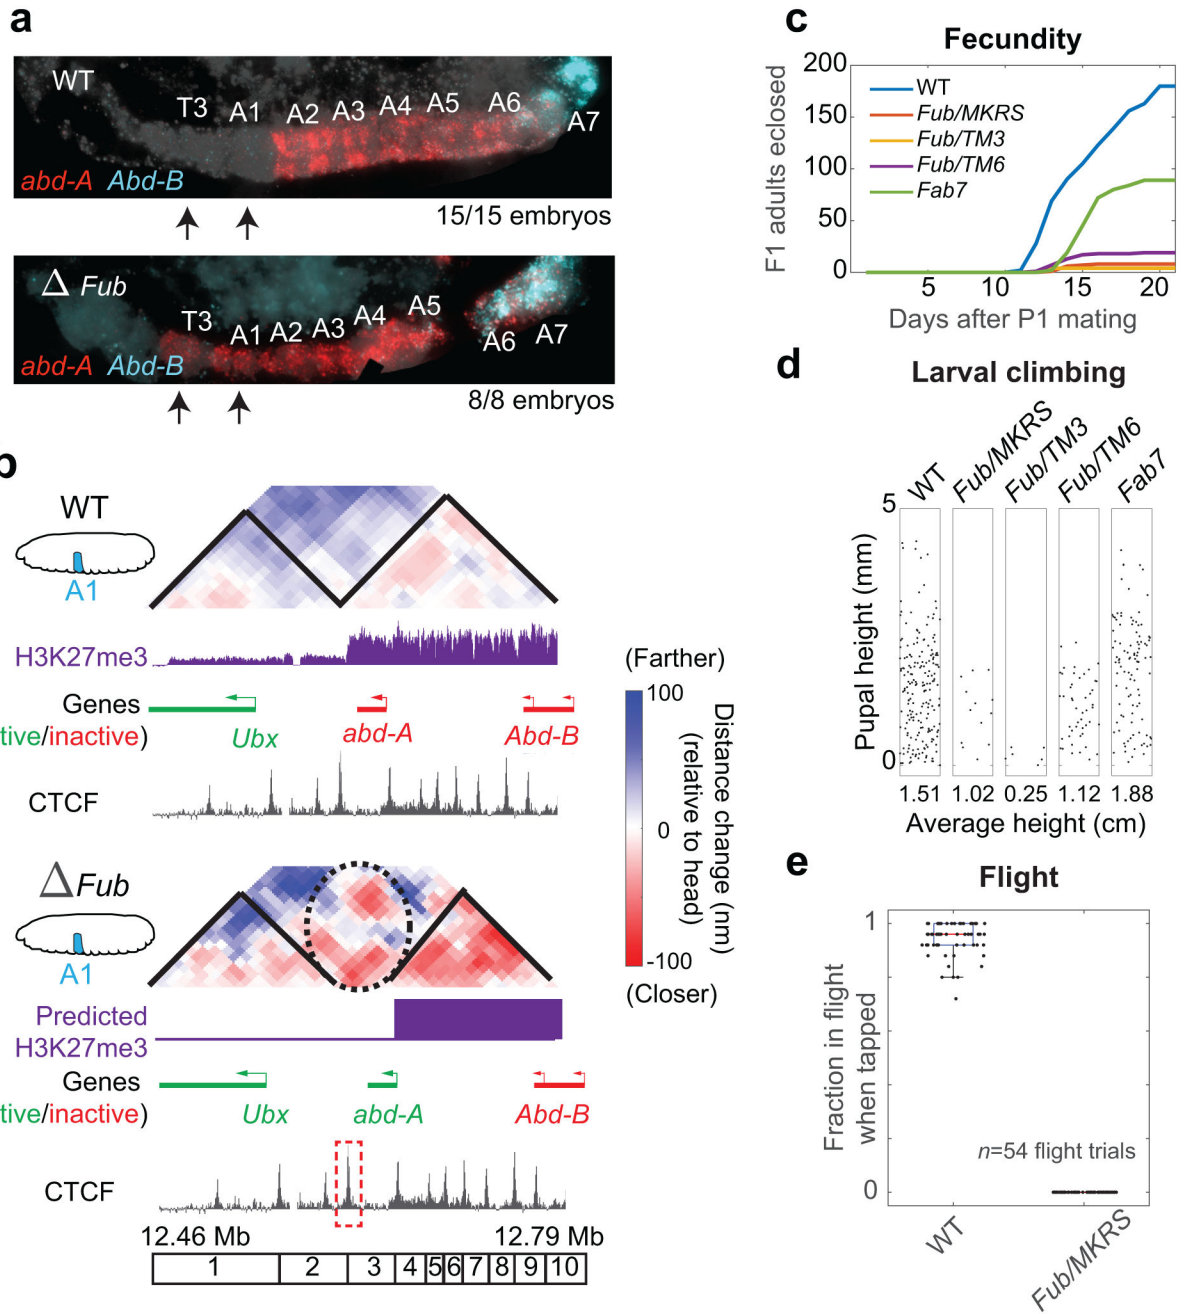 a
WT
T3
A1
A2
A3
A4
A5
A6
A7
abd-A Abd-B
15/15 embryos
Δ Fub
T3
A1
A2
A3
A4
A5
A6
A7
abd-A Abd-B
8/8 embryos
b
WT
A1
H3K27me3
Genes
tive/inactive)
Ubx
abd-A
Abd-B
CTCF
ΔFub
A1
Predicted
H3K27me3
Genes
tive/inactive)
Ubx
abd-A
Abd-B
CTCF
12.46 Mb
12.79 Mb
1 2 3 4 5 6 7 8 9 10
(Farther)
100
0
-100
(Closer)
Distance change (nm)
(relative to head)
c
Fecundity
F1 adults eclosed
200
150
100
50
0
WT
Fub/MKRS
Fub/TM3
Fub/TM6
Fab7
5 10 15 20
Days after P1 mating
d
Larval climbing
WT
Fub/MKRS
Fub/TM3
Fub/TM6
Fab7
Pupal height (mm)
5
0
1.51 1.02 0.25 1.12 1.88
Average height (cm)
e
Flight
Fraction in flight
when tapped
1
0
n=54 flight trials
WT
Fub/MKRS